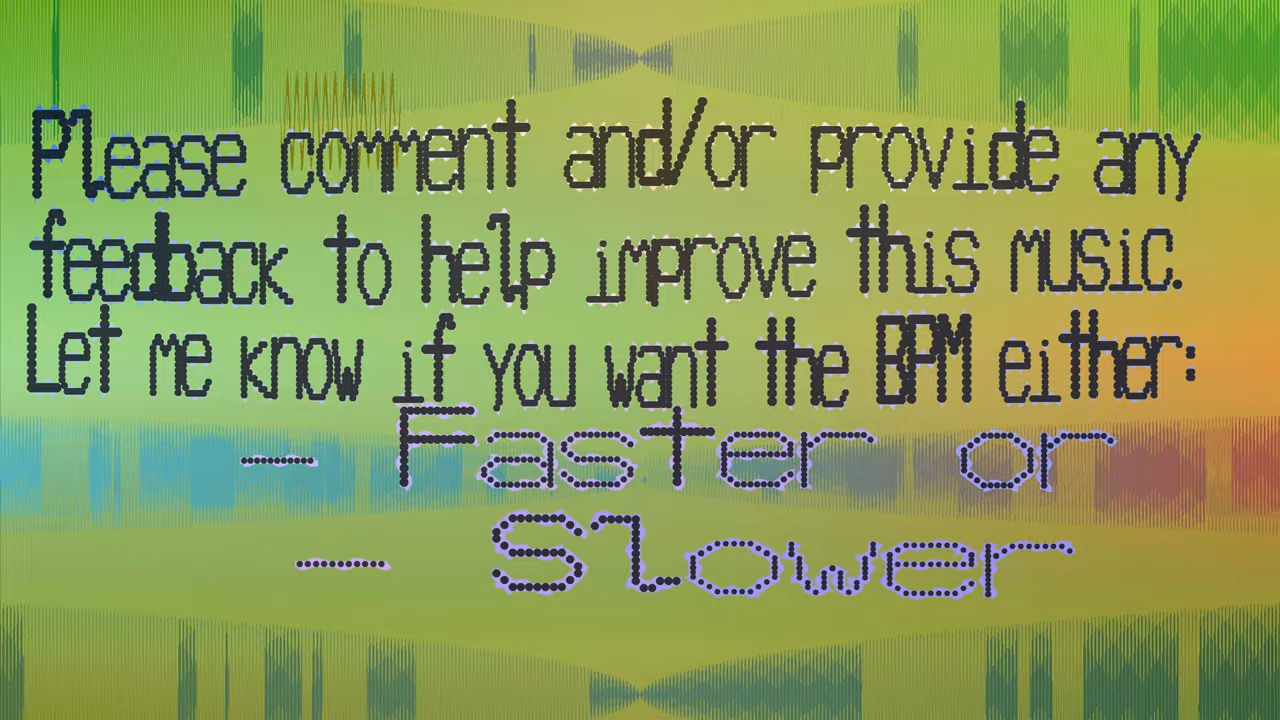 Please comment and/or provide any
feedback to help improve this music.
Let me know if you want the BPM either:
- Faster or
- Slower